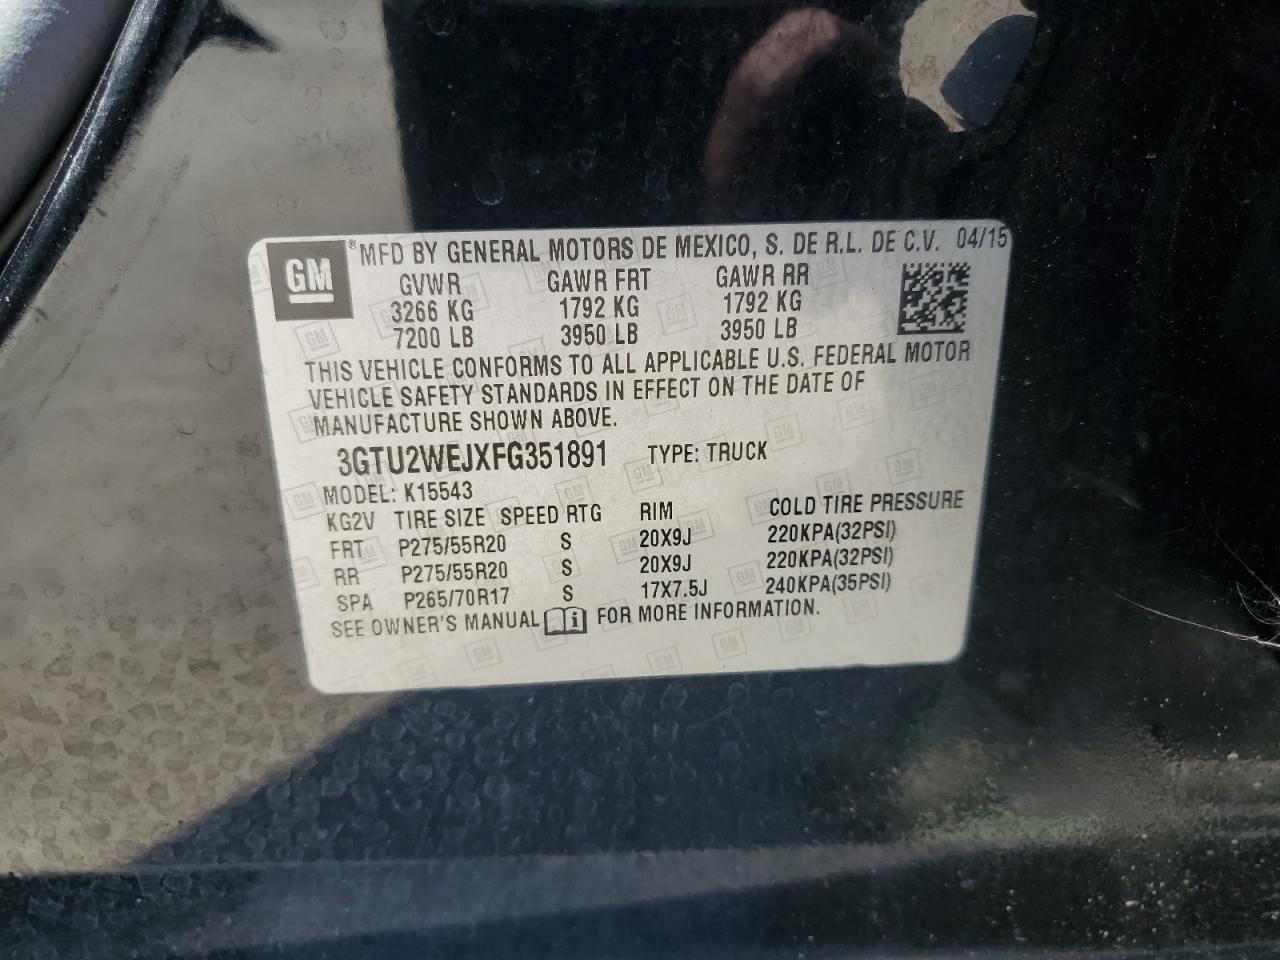 GM ® MFD BY GENERAL MOTORS DE MEXICO, S. DE R.L. DE C.V. 04/15
GVWR GAWR FRT GAWR RR
3266 KG 1792 KG 1792 KG
7200 LB 3950 LB 3950 LB
THIS VEHICLE CONFORMS TO ALL APPLICABLE U.S. FEDERAL MOTOR
VEHICLE SAFETY STANDARDS IN EFFECT ON THE DATE OF
MANUFACTURE SHOWN ABOVE.
3GTU2WEJXFG351891 TYPE: TRUCK
MODEL: K15543
KG2V TIRE SIZE SPEED RTG RIM COLD TIRE PRESSURE
FRT P275/55R20 S 20X9J 220KPA(32PSI)
RR P275/55R20 S 20X9J 220KPA(32PSI)
SPA P265/70R17 S 17X7.5J 240KPA(35PSI)
SEE OWNER'S MANUAL i FOR MORE INFORMATION.